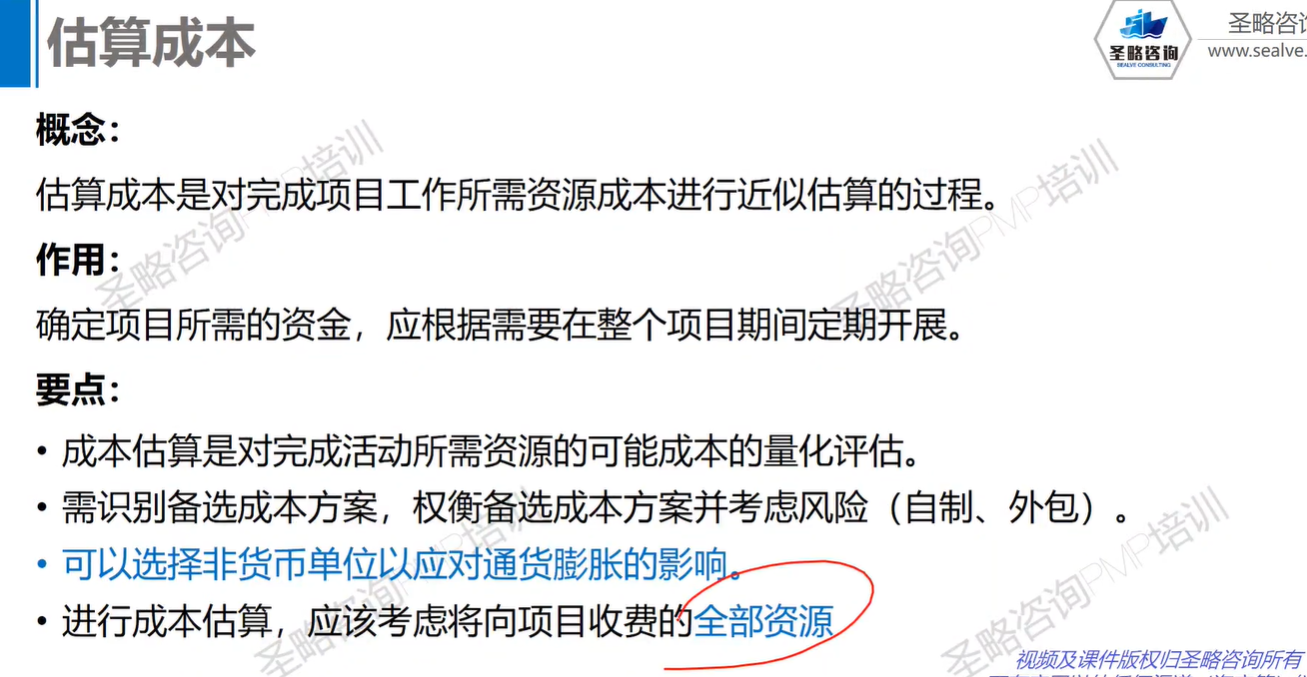 估算成本
圣略咨询
SEALVE CONSULTING
圣略咨
www.sealve.
概念：
估算成本是对完成项目工作所需资源成本进行近似估算的过程。
作用：
确定项目所需的资金，应根据需要在整个项目期间定期开展。
要点：
• 成本估算是对完成活动所需资源的可能成本的量化评估。
• 需识别备选成本方案，权衡备选成本方案并考虑风险（自制、外包）。
• 可以选择非货币单位以应对通货膨胀的影响。
• 进行成本估算，应该考虑将向项目收费的全部资源
圣略咨询PMP培训
圣略咨询PMP培训
圣略咨询PMP培训
圣略咨询PMP培训
视频及课件版权归圣略咨询所有